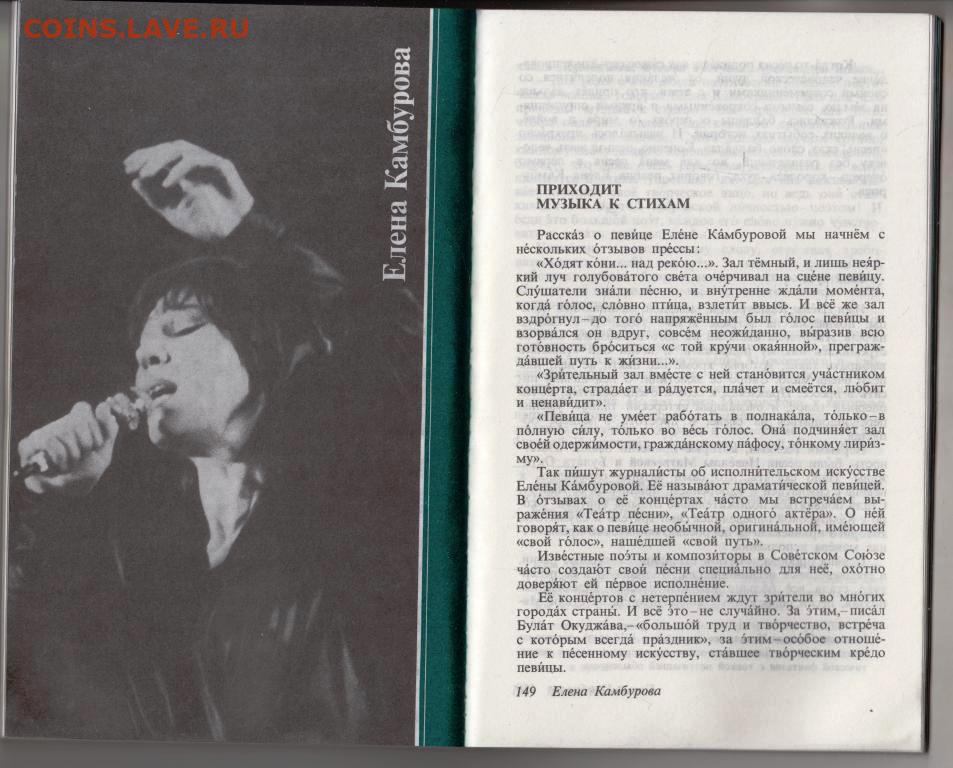 COINS.LAVE.RU
Елена Камбурова
ПРИХОДИТ
МУЗЫКА К СТИХАМ
Расска́з о певи́це Еле́не Ка́мбуровой мы начнём с
не́скольких о́тзывов пре́ссы:
«Хо́дят ко́ни... над реко́ю...». Зал тёмный, и лишь нея́р-
кий луч голубова́того све́та оче́рчивал на сце́не певи́цу.
Слу́шатели зна́ли пе́сню, и вну́тренне жда́ли моме́нта,
когда́ го́лос, сло́вно пти́ца, взлети́т ввысь. И всё же зал
вздро́гнул – до того́ напряжённым был го́лос певи́цы и
взорва́лся он вдруг, совсе́м неожи́данно, вы́разив всю
гото́вность бро́ситься «с той кру́чи окая́нной», прегражд-
да́вшей путь к жи́зни...».
«Зри́тельный зал вме́сте с ней стано́вится уча́стником
конце́рта, страда́ет и ра́дуется, пла́чет и смеётся, лю́бит
и ненави́дит».
«Певи́ца не уме́ет рабо́тать в полнака́ла, то́лько – в
по́лную си́лу, то́лько во весь го́лос. Она́ подчиня́ет зал
свое́й одержи́мости, гражда́нскому па́фосу, то́нкому лири́з-
му».
Так пи́шут журнали́сты об исполни́тельском иску́сстве
Еле́ны Ка́мбуровой. Её называ́ют драмати́ческой певи́цей.
В о́тзывах о её конце́ртах ча́сто мы встреча́ем вы-
раже́ния «Теа́тр пе́сни», «Теа́тр одного́ актёра». О ней
говоря́т, как о певи́це необы́чной, оригина́льной, име́ющей
«свой го́лос», наше́дшей «свой путь».
Изве́стные поэ́ты и компози́торы в Сове́тском Сою́зе
ча́сто создаю́т свои́ пе́сни специа́льно для неё, охо́тно
доверя́ют ей пе́рвое исполне́ние.
Её конце́ртов с нетерпе́нием ждут зри́тели во мно́гих
города́х страны́. И всё э́то – не случа́йно. За э́тим, – писа́л
Була́т Окуджа́ва, – «большо́й труд и тво́рчество, встре́ча
с кото́рым всегда́ пра́здник», за э́тим – осо́бое отноше́-
ние к пе́сенному иску́сству, ста́вшее тво́рческим кре́до
певи́цы.
149 Елена Камбурова